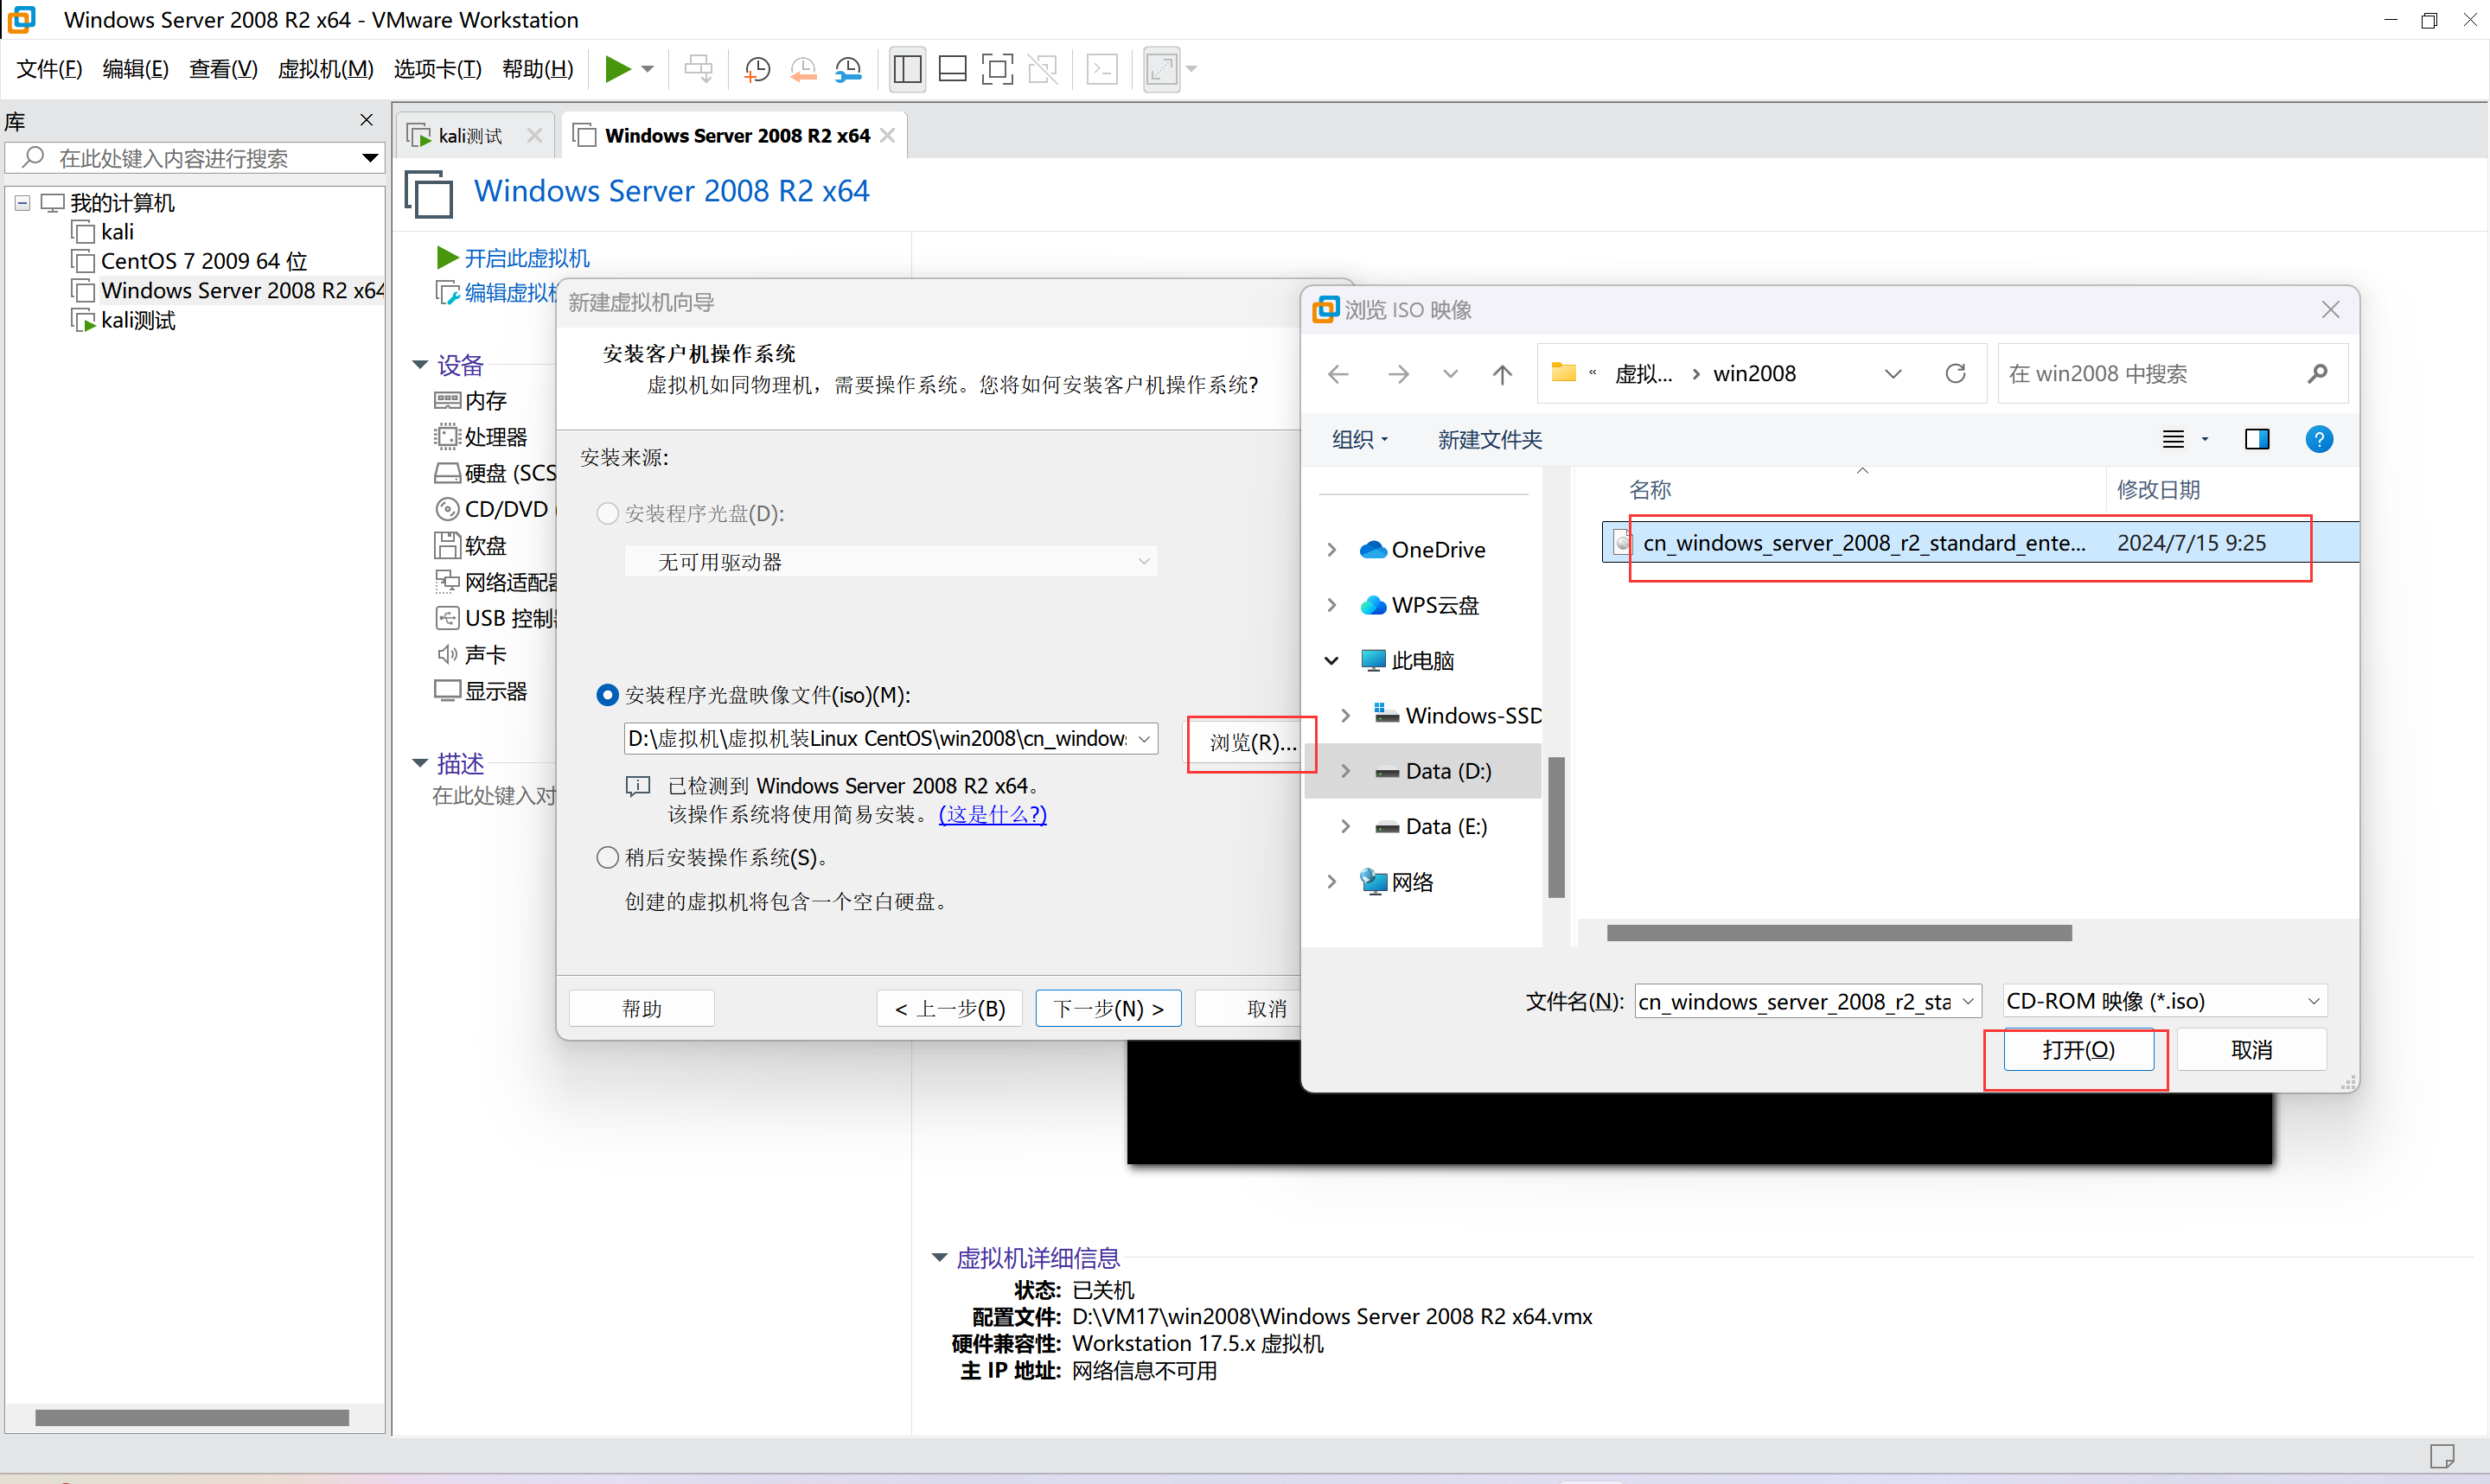 Windows Server 2008 R2 x64 - VMware Workstation
文件(F) 编辑(E) 查看(V) 虚拟机(M) 选项卡(T) 帮助(H)
库
在此处键入内容进行搜索
我的计算机
kali
CentOS 7 2009 64 位
Windows Server 2008 R2 x64
kali测试
kali测试
Windows Server 2008 R2 x64
Windows Server 2008 R2 x64
开启此虚拟机
编辑虚拟机
设备
内存
处理器
硬盘 (SCS
CD/DVD (
软盘
网络适配器
USB 控制器
声卡
显示器
描述
在此处键入对
新建虚拟机向导
安装客户机操作系统
虚拟机如同物理机，需要操作系统。您将如何安装客户机操作系统?
安装来源:
安装程序光盘(D):
无可用驱动器
安装程序光盘映像文件(iso)(M):
D:\虚拟机\虚拟机装Linux CentOS\win2008\cn_window
浏览(R)...
已检测到 Windows Server 2008 R2 x64。
该操作系统将使用简易安装。(这是什么?)
稍后安装操作系统(S)。
创建的虚拟机将包含一个空白硬盘。
帮助
< 上一步(B)
下一步(N) >
取消
浏览 ISO 映像
« 虚拟... › win2008
在 win2008 中搜索
组织
新建文件夹
名称
修改日期
cn_windows_server_2008_r2_standard_ente...
2024/7/15 9:25
OneDrive
WPS云盘
此电脑
Windows-SSD
Data (D:)
Data (E:)
网络
文件名(N):
cn_windows_server_2008_r2_sta
CD-ROM 映像 (*.iso)
打开(O)
取消
虚拟机详细信息
状态: 已关机
配置文件: D:\VM17\win2008\Windows Server 2008 R2 x64.vmx
硬件兼容性: Workstation 17.5.x 虚拟机
主 IP 地址: 网络信息不可用